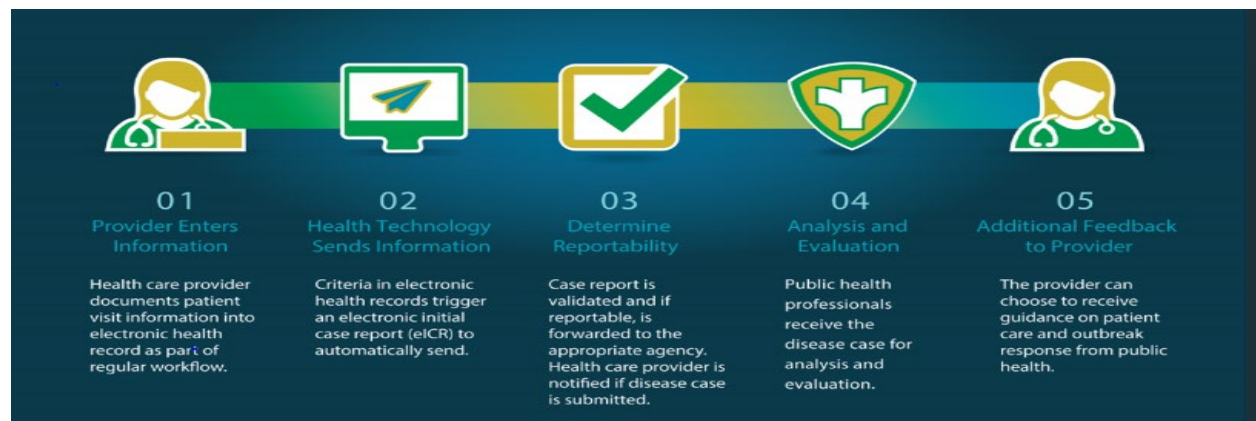 01
Provider Enters
Information
Health care provider
documents patient
visit information into
electronic health
record as part of
regular workflow.
02
Health Technology
Sends Information
Criteria in electronic
health records trigger
an electronic initial
case report (eICR) to
automatically send.
03
Determine
Reportability
Case report is
validated and if
reportable, is
forwarded to the
appropriate agency.
Health care provider is
notified if disease case
is submitted.
04
Analysis and
Evaluation
Public health
professionals
receive the
disease case for
analysis and
evaluation.
05
Additional Feedback
to Provider
The provider can
choose to receive
guidance on patient
care and outbreak
response from public
health.